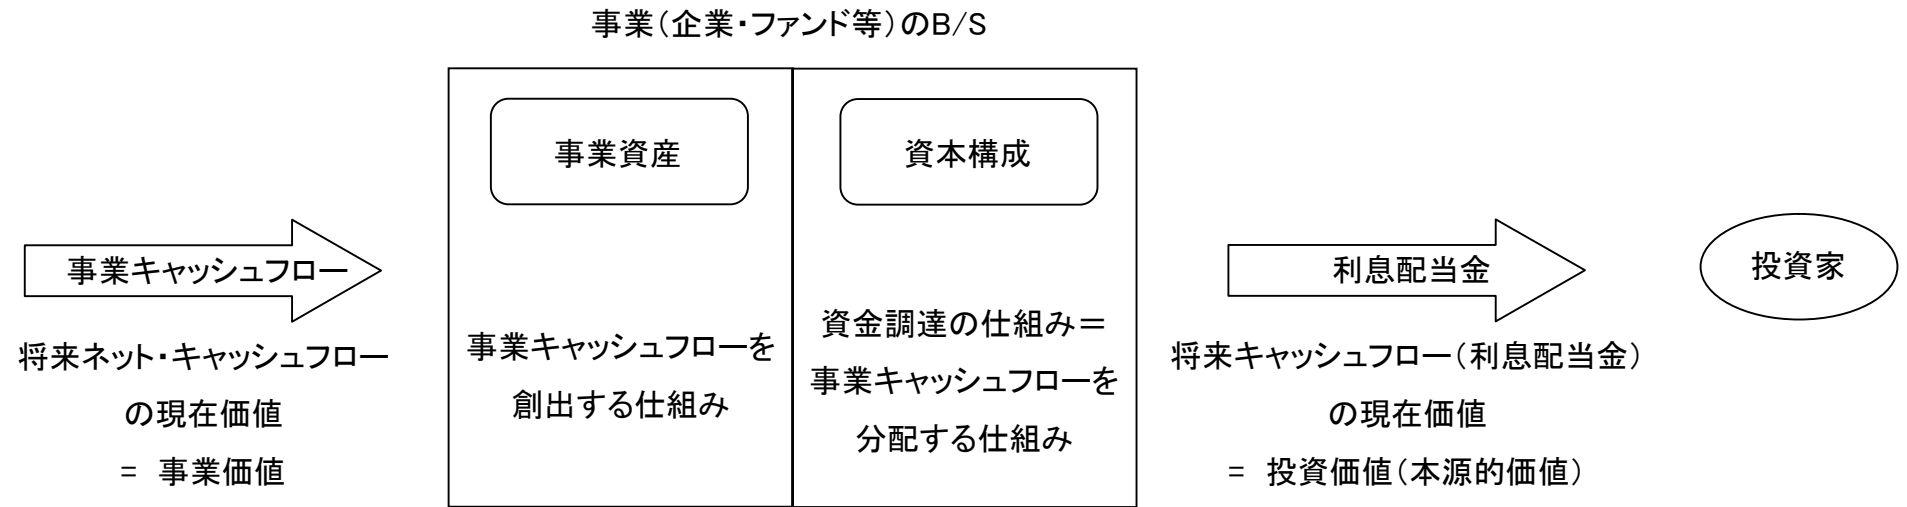 事業(企業・ファンド等)のB/S
事業キャッシュフロー
将来ネット・キャッシュフロー
の現在価値
= 事業価値
事業資産
事業キャッシュフローを
創出する仕組み
資本構成
資金調達の仕組み=
事業キャッシュフローを
分配する仕組み
利息配当金
将来キャッシュフロー(利息配当金)
の現在価値
= 投資価値(本源的価値)
投資家